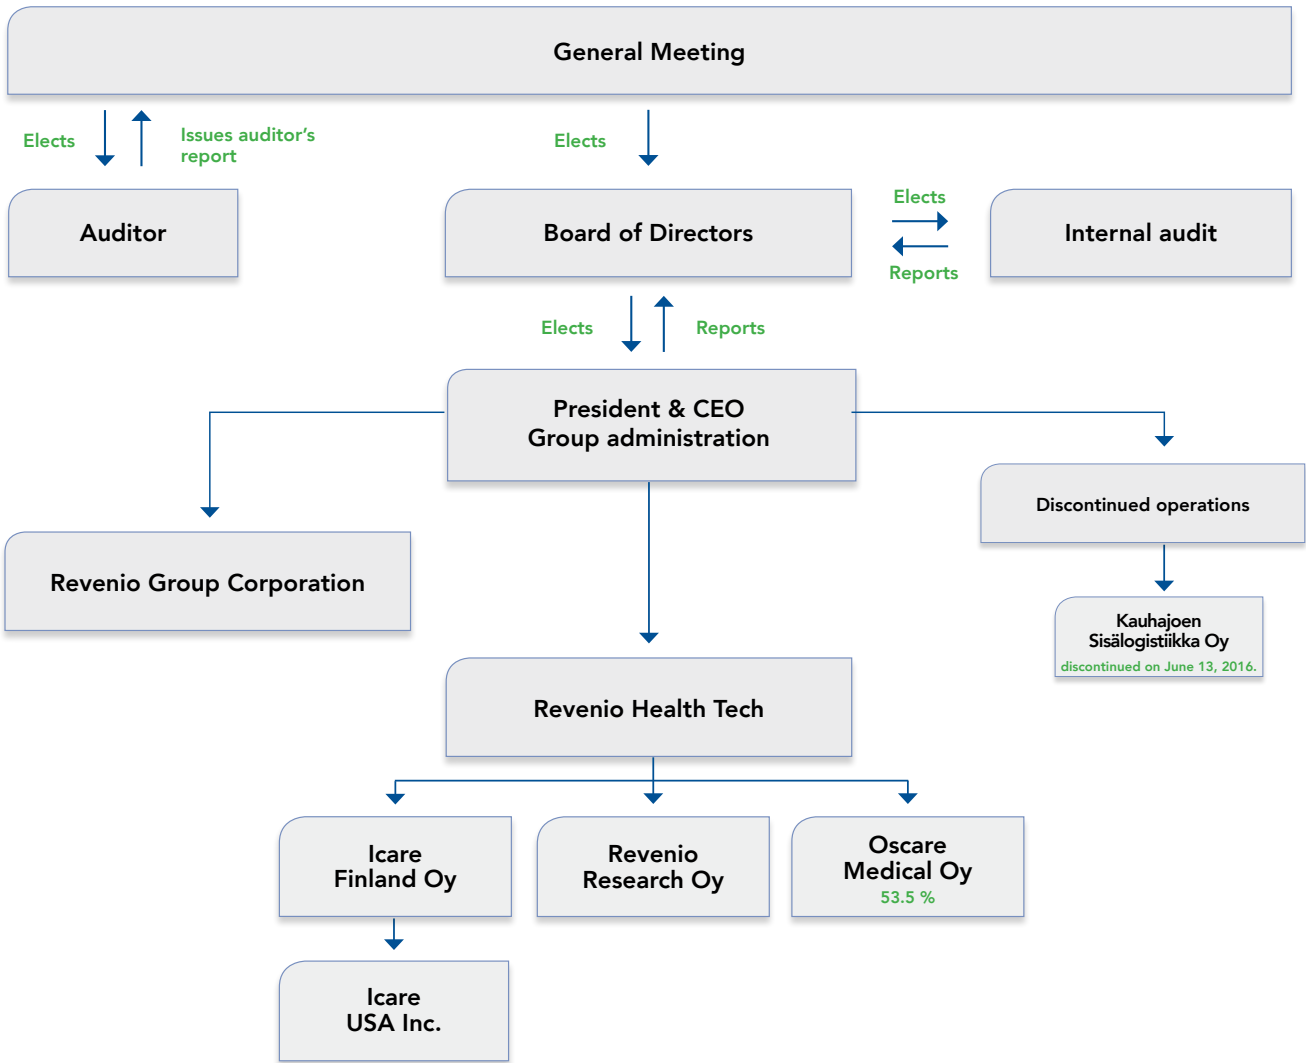 General Meeting
Elects
Issues auditor's
report
Elects
Auditor
Board of Directors
Elects
Reports
Internal audit
Elects
Reports
President & CEO
Group administration
Discontinued operations
Revenio Group Corporation
Kauhajoen
Sisälogistiikka Oy
discontinued on June 13, 2016.
Revenio Health Tech
Icare
Finland Oy
Revenio
Research Oy
Oscare
Medical Oy
53.5 %
Icare
USA Inc.